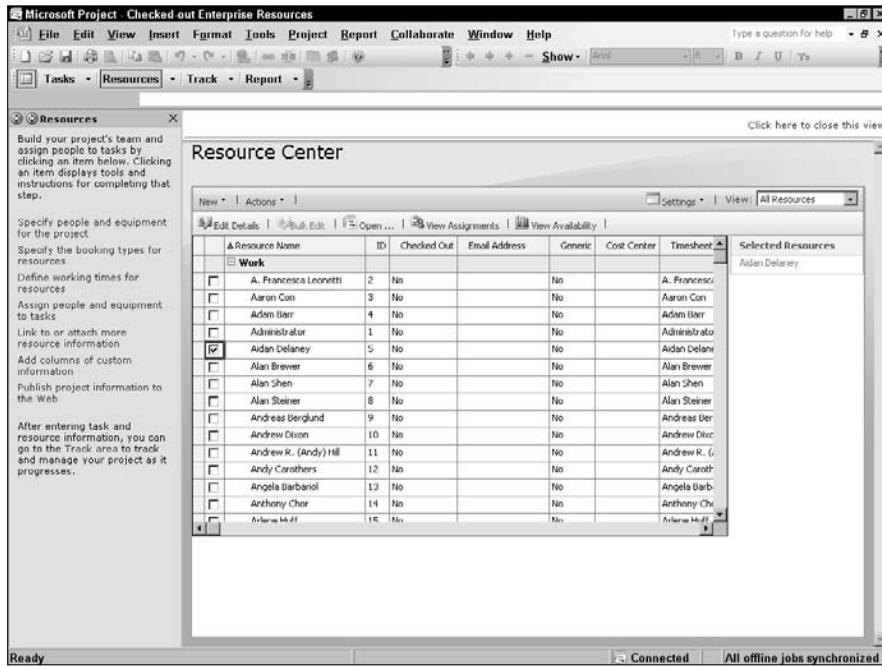 Microsoft Project - Checked-out Enterprise Resources
File Edit View Insert Format Tools Project Report Collaborate Window Help Type a question for help
Show Arial 8 B I U
Tasks Resources Track Report
Resources
Build your project's team and
assign people to tasks by
clicking an item below. Clicking
an item displays tools and
instructions for completing that
step.
Specify people and equipment
for the project
Specify the booking types for
resources
Define working times for
resources
Assign people and equipment
to tasks
Link to or attach more
resource information
Add columns of custom
information
Publish project information to
the Web
After entering task and
resource information, you can
go to the Track area to track
and manage your project as it
progresses.
Click here to close this view
Resource Center
New Actions Settings View: All Resources
Edit Details Bulk Edit Open ... View Assignments View Availability
Resource Name ID Checked Out Email Address Generic Cost Center Timesheet
Work
A. Francesca Leonetti 2 No No A. Francesca
Aaron Con 3 No No Aaron Con
Adam Barr 4 No No Adam Barr
Administrator 1 No No Administrato
Aidan Delaney 5 No No Aidan Delane
Alan Brewer 6 No No Alan Brewer
Alan Shen 7 No No Alan Shen
Alan Steiner 8 No No Alan Steiner
Andreas Berglund 9 No No Andreas Ber
Andrew Dixon 10 No No Andrew Dixo
Andrew R. (Andy) Hill 11 No No Andrew R. (
Andy Carothers 12 No No Andy Caroth
Angela Barbariol 13 No No Angela Barb
Anthony Chor 14 No No Anthony Cho
Arlene Huff 15 No No Arlene Huff
Selected Resources
Aidan Delaney
Ready Connected All offline jobs synchronized